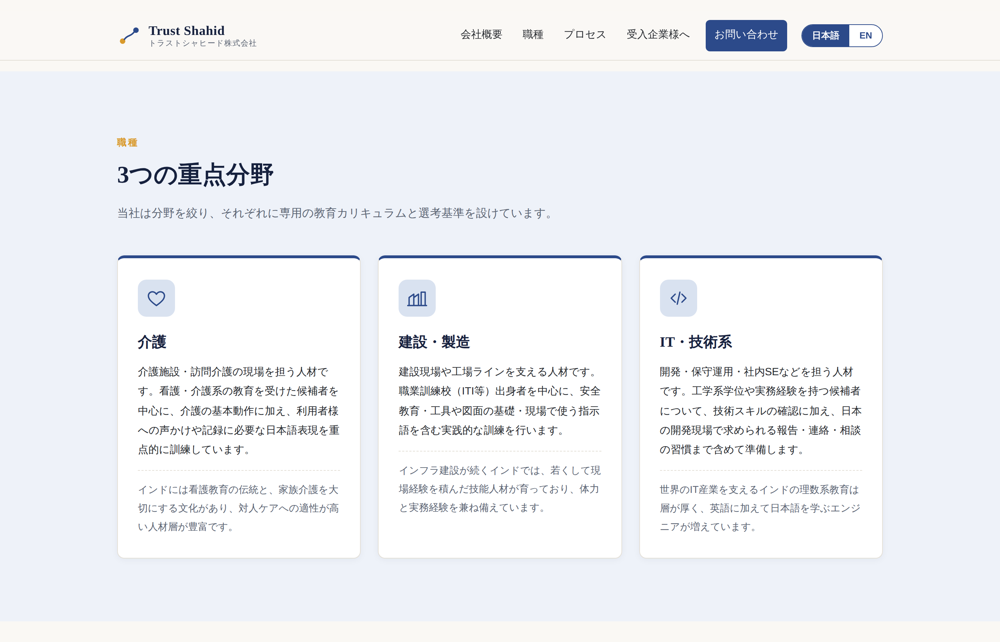 Trust Shahid
トラストシャヒード株式会社
会社概要
職種
プロセス
受入企業様へ
お問い合わせ
日本語
EN
職種
3つの重点分野
当社は分野を絞り、それぞれに専用の教育カリキュラムと選考基準を設けています。
介護
介護施設・訪問介護の現場を担う人材で
す。看護・介護系の教育を受けた候補者を
中心に、介護の基本動作に加え、利用者様
への声かけや記録に必要な日本語表現を重
点的に訓練しています。
インドには看護教育の伝統と、家族介護を大
切にする文化があり、対人ケアへの適性が高
い人材層が豊富です。
建設・製造
建設現場や工場ラインを支える人材です。
職業訓練校（ITI等）出身者を中心に、安全
教育・工具や図面の基礎・現場で使う指示
語を含む実践的な訓練を行います。
インフラ建設が続くインドでは、若くして現
場経験を積んだ技能人材が育っており、体力
と実務経験を兼ね備えています。
IT・技術系
開発・保守運用・社内SEなどを担う人材
です。工学系学位や実務経験を持つ候補者
について、技術スキルの確認に加え、日本
の開発現場で求められる報告・連絡・相談
の習慣まで含めて準備します。
世界のIT産業を支えるインドの理数系教育は
層が厚く、英語に加えて日本語を学ぶエンジ
ニアが増えています。